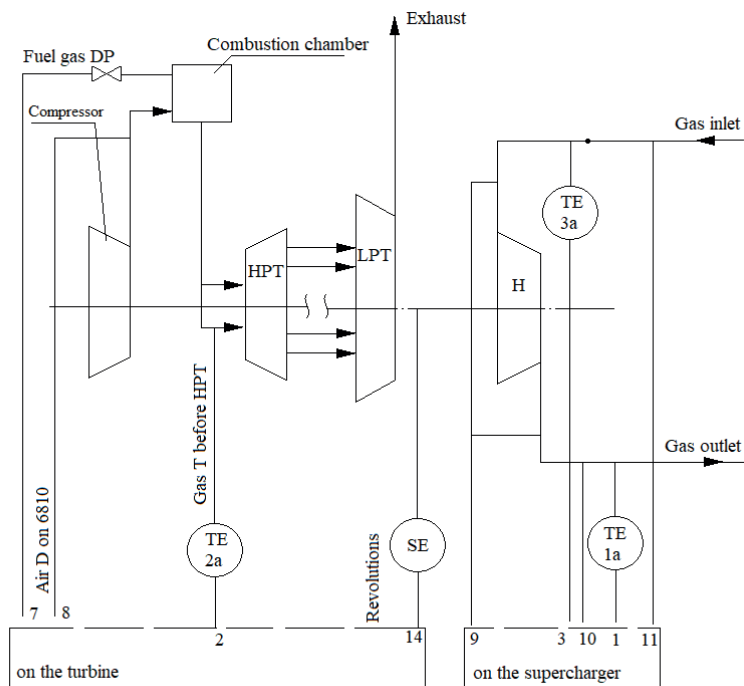 Exhaust
Fuel gas DP
Combustion chamber
Compressor
Gas inlet
TE
3a
HPT
LPT
H
Gas T before HPT
Gas outlet
Air D on 6810
TE
2a
Revolutions
SE
TE
1a
7 8 2 14 9 3 10 1 11
on the turbine
on the supercharger